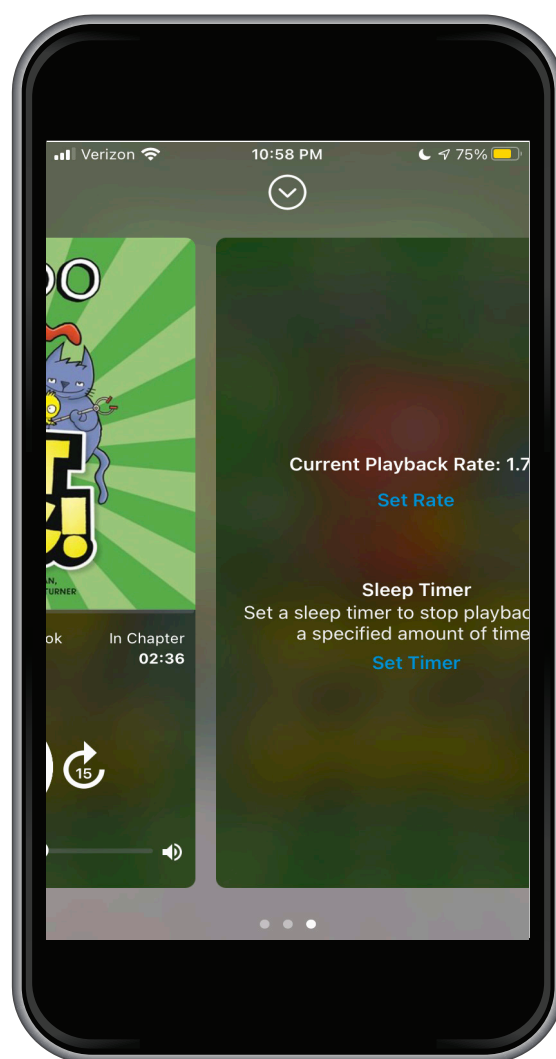 Verizon 10:58 PM 75%
OO
T
G!
AN,
TURNER
ok In Chapter
02:36
15
Current Playback Rate: 1.7
Set Rate
Sleep Timer
Set a sleep timer to stop playbac
a specified amount of time
Set Timer